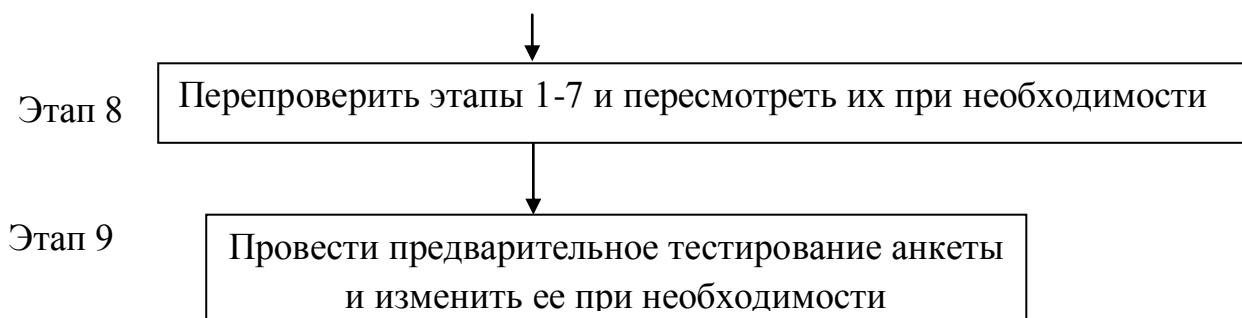 Этап 8
Перепроверить этапы 1-7 и пересмотреть их при необходимости
Этап 9
Провести предварительное тестирование анкеты
и изменить ее при необходимости